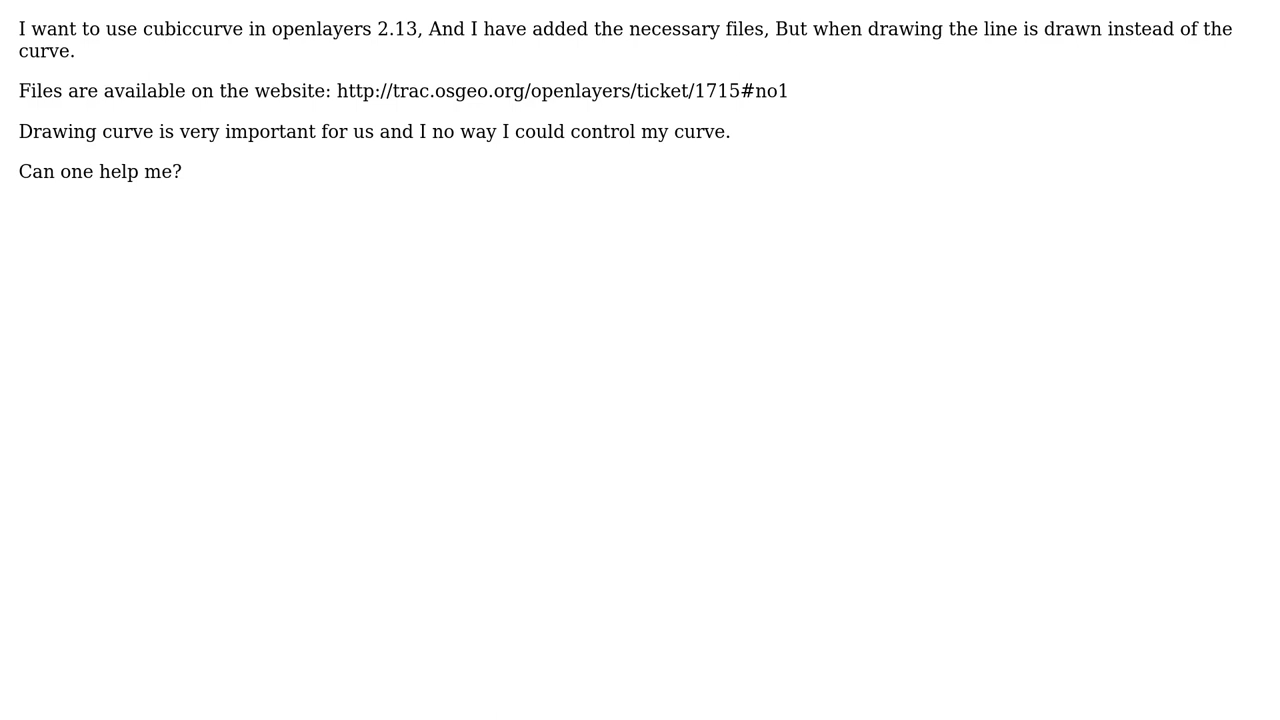 I want to use cubiccurve in openlayers 2.13, And I have added the necessary files, But when drawing the line is drawn instead of the
curve.
Files are available on the website: http://trac.osgeo.org/openlayers/ticket/1715#no1
Drawing curve is very important for us and I no way I could control my curve.
Can one help me?